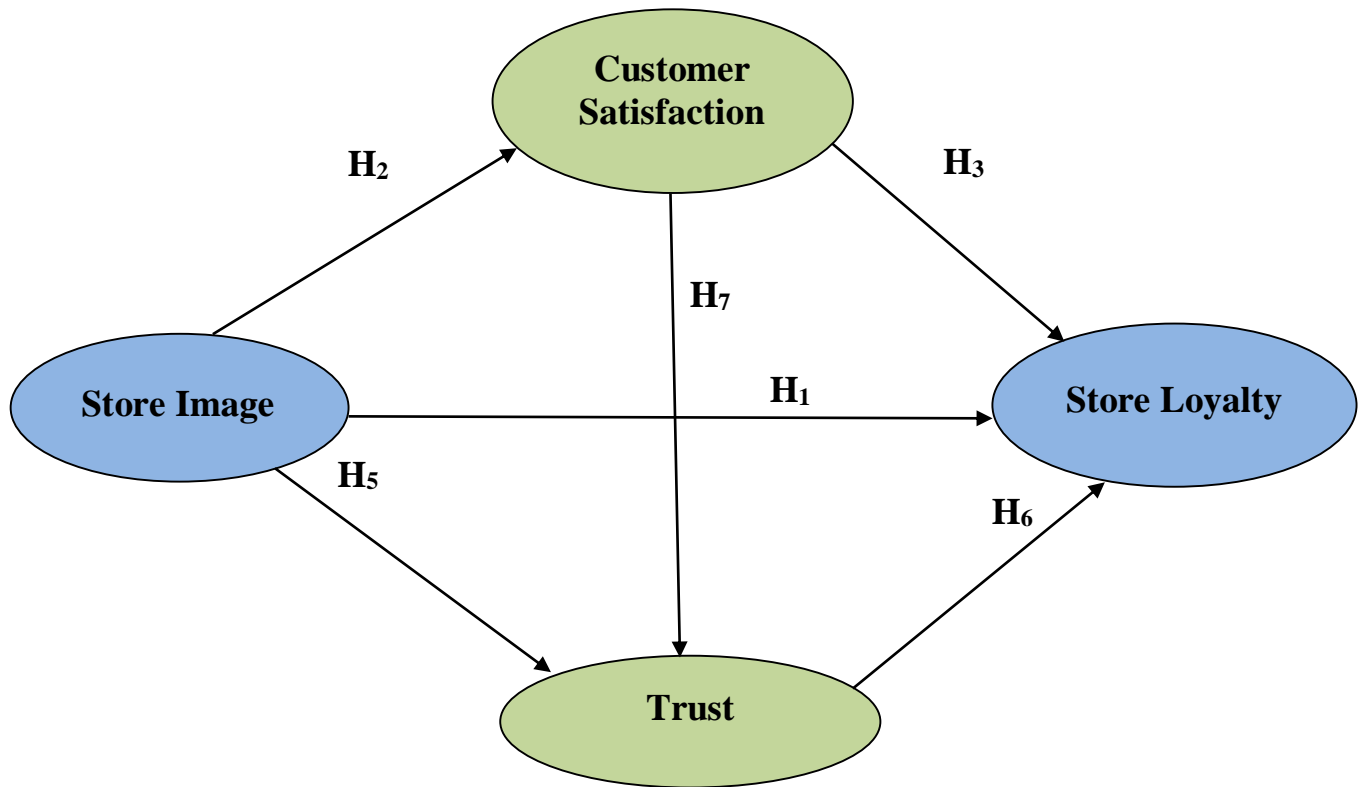 Customer
Satisfaction
H₂
H₃
H₇
Store Image
H₁
Store Loyalty
H₅
H₆
Trust